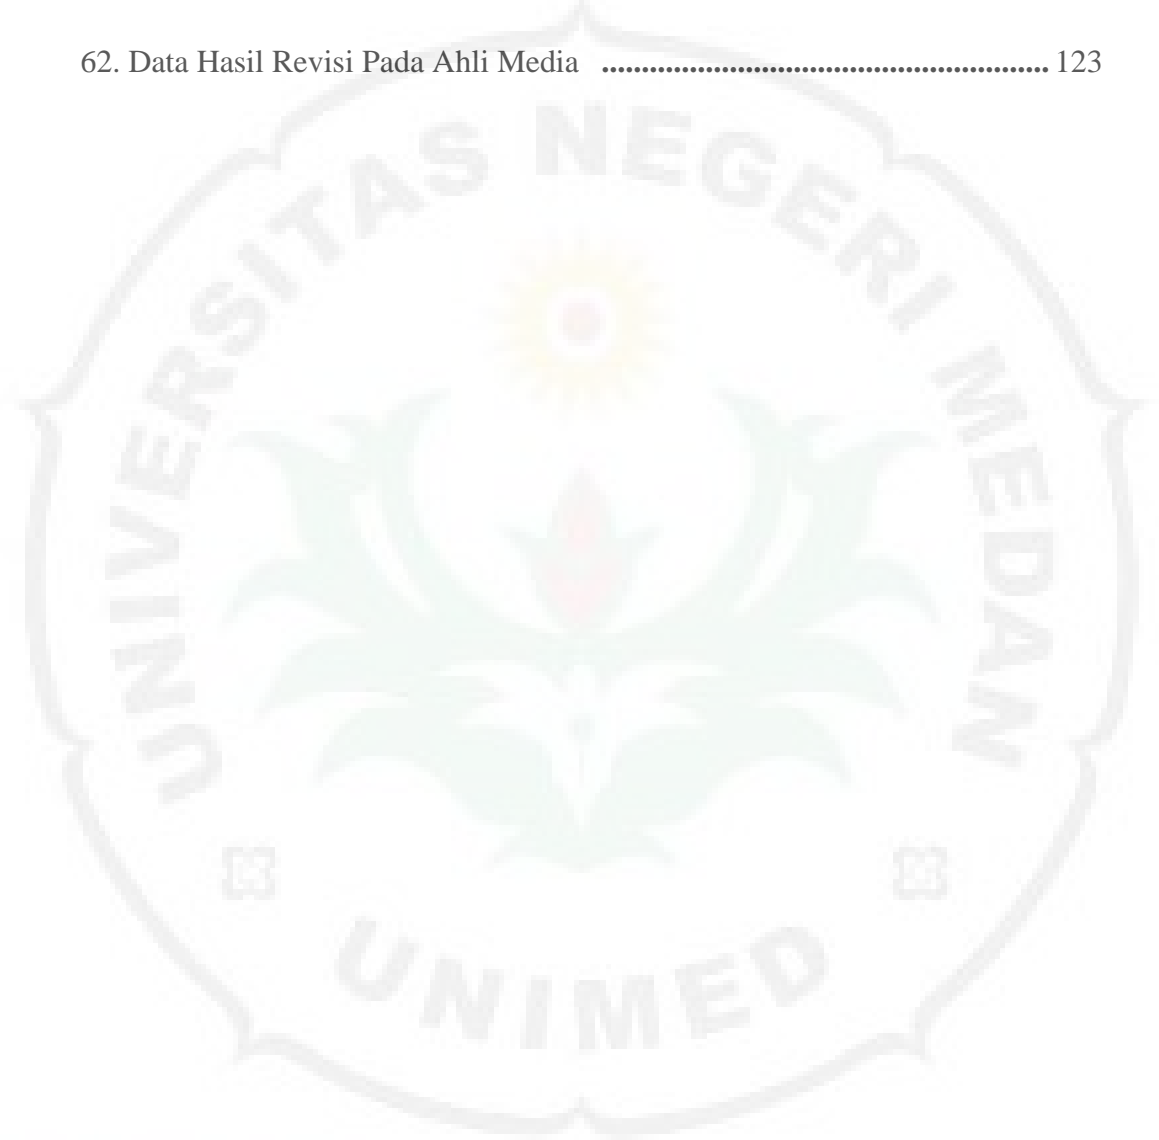 62. Data Hasil Revisi Pada Ahli Media ........................................................ 123
UNIVERSITAS NEGERI MEDAN
UNIMED